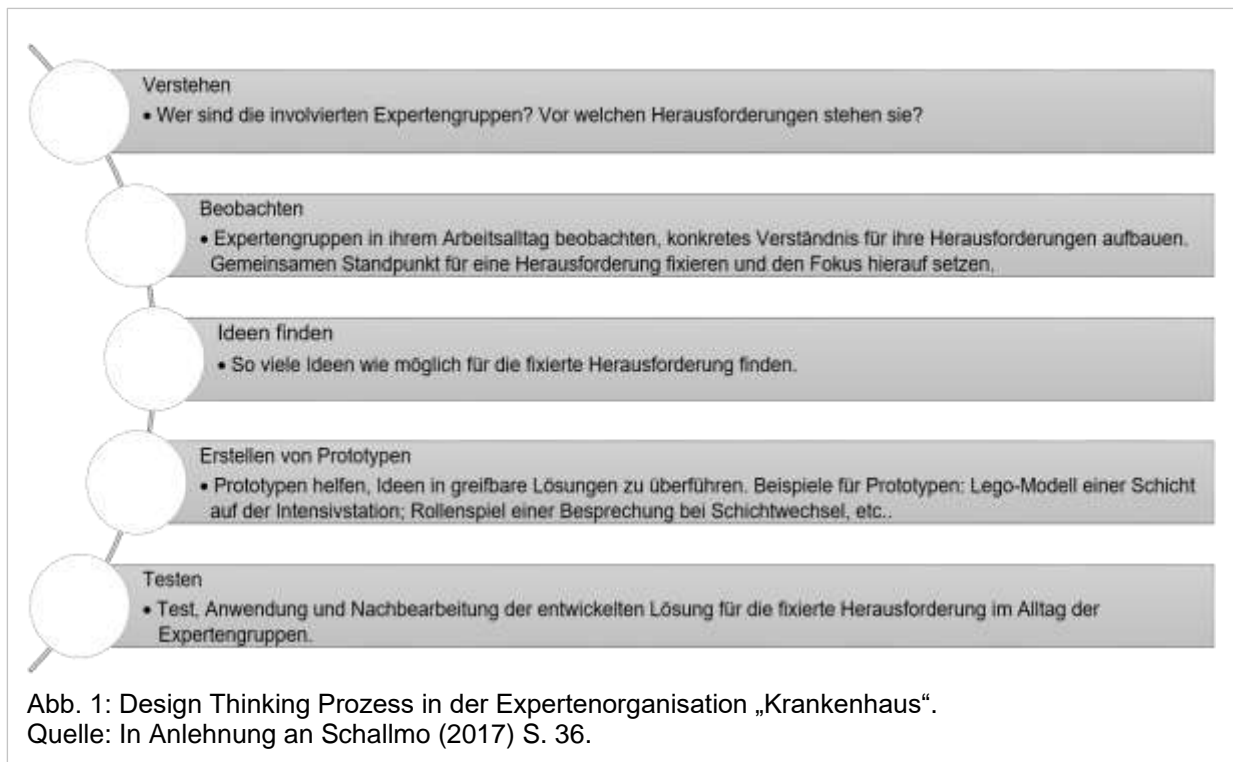 Verstehen
• Wer sind die involvierten Expertengruppen? Vor welchen Herausforderungen stehen sie?
Beobachten
• Expertengruppen in ihrem Arbeitsalltag beobachten, konkretes Verständnis für ihre Herausforderungen aufbauen.
Gemeinsamen Standpunkt für eine Herausforderung fixieren und den Fokus hierauf setzen.
Ideen finden
• So viele Ideen wie möglich für die fixierte Herausforderung finden.
Erstellen von Prototypen
• Prototypen helfen, Ideen in greifbare Lösungen zu überführen. Beispiele für Prototypen: Lego-Modell einer Schicht
auf der Intensivstation; Rollenspiel einer Besprechung bei Schichtwechsel, etc..
Testen
• Test, Anwendung und Nachbearbeitung der entwickelten Lösung für die fixierte Herausforderung im Alltag der
Expertengruppen.
Abb. 1: Design Thinking Prozess in der Expertenorganisation „Krankenhaus“.
Quelle: In Anlehnung an Schallmo (2017) S. 36.